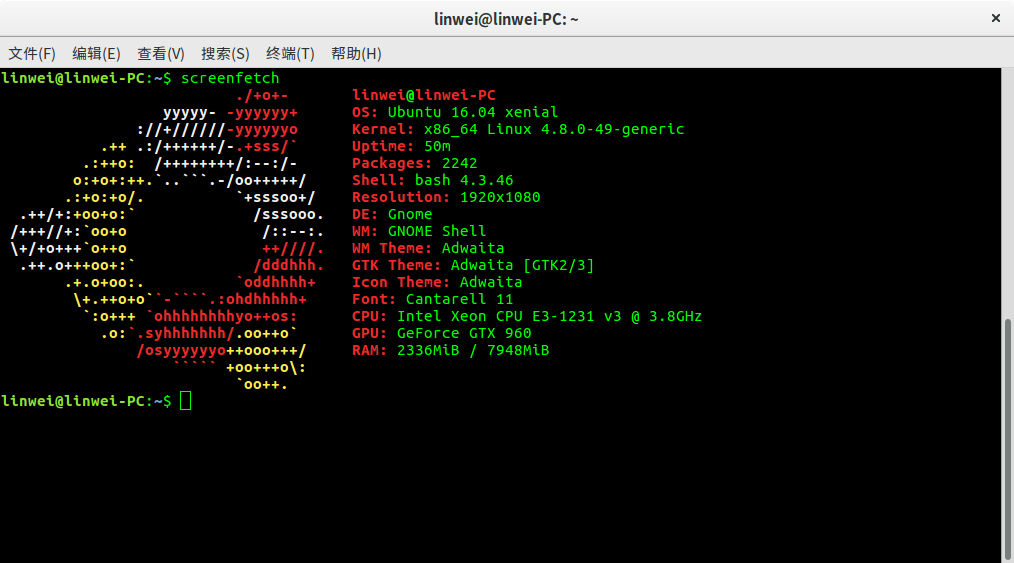 linwei@linwei-PC: ~
文件(F) 编辑(E) 查看(V) 搜索(S) 终端(T) 帮助(H)
linwei@linwei-PC:~$ screenfetch
                          ./+o+-       linwei@linwei-PC
                  yyyyy- -yyyyyy+      OS: Ubuntu 16.04 xenial
               ://+//////-yyyyyyo      Kernel: x86_64 Linux 4.8.0-49-generic
           .++ .:/++++++/-.+sss/`      Uptime: 50m
         .:++o:  /++++++++/:--:/-      Packages: 2242
        o:+o+:++.`..```.-/oo+++++/     Shell: bash 4.3.46
       .:+o:+o/.          `+sssoo+/    Resolution: 1920x1080
  .++/+:+oo+o:`             /sssooo.   DE: Gnome
 /+++//+:`oo+o               /::--:.   WM: GNOME Shell
 \+/+o+++`o++o               ++////.   WM Theme: Adwaita
  .++.o+++oo+:`             /dddhhh.   GTK Theme: Adwaita [GTK2/3]
       .+.o+oo:.          `oddhhhh+    Icon Theme: Adwaita
        \+.++o+o``-````.:ohdhhhhh+     Font: Cantarell 11
         `:o+++ `ohhhhhhhhyo++os:      CPU: Intel Xeon CPU E3-1231 v3 @ 3.8GHz
           .o:`.syhhhhhhh/.oo++o`      GPU: GeForce GTX 960
               /osyyyyyyo++ooo+++/     RAM: 2336MiB / 7948MiB
                   ````` +oo+++o\:
                          `oo++.
linwei@linwei-PC:~$